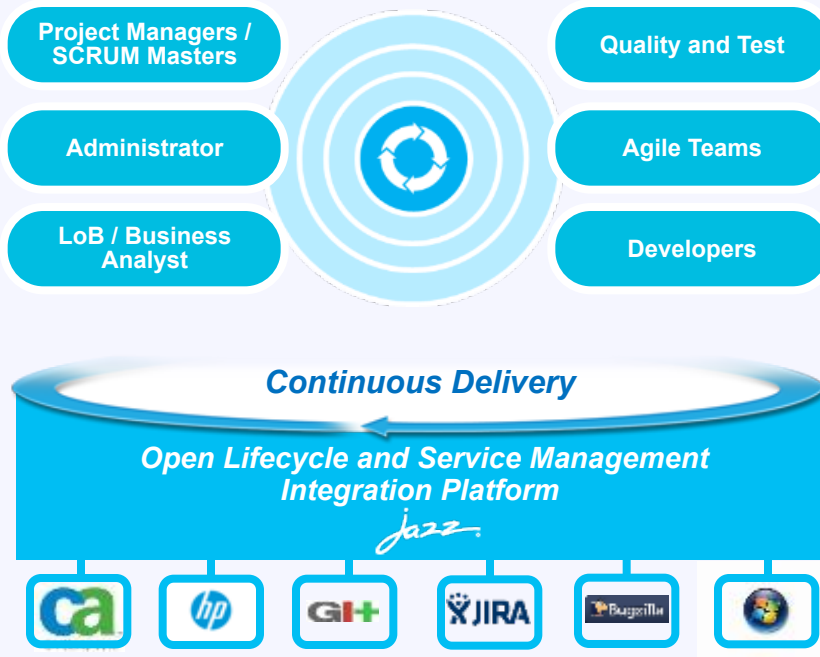 Project Managers /
SCRUM Masters
Quality and Test
Administrator
Agile Teams
LoB / Business
Analyst
Developers
Continuous Delivery
Open Lifecycle and Service Management
Integration Platform
jazz
ca
hp
GI+
JIRA
Bugzilla